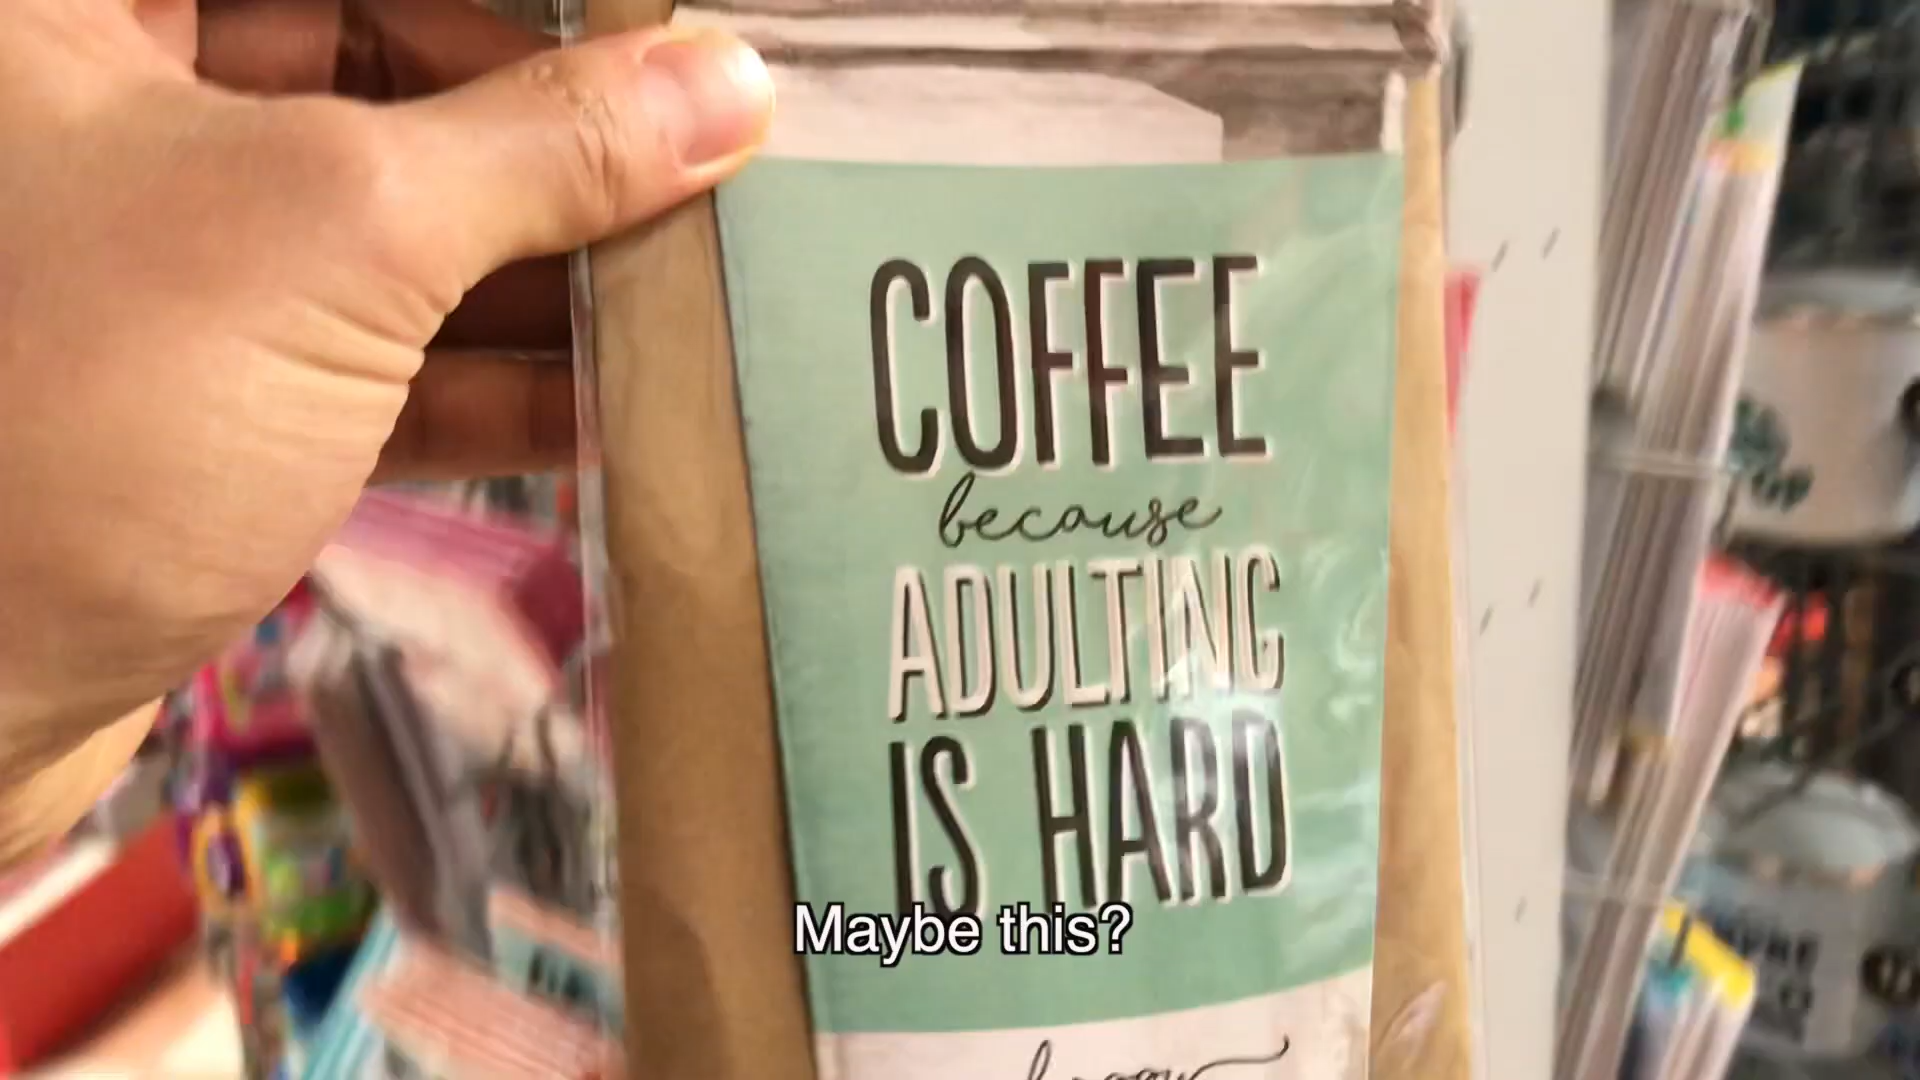 COFFEE
because
ADULTING
IS HARD
Maybe this?